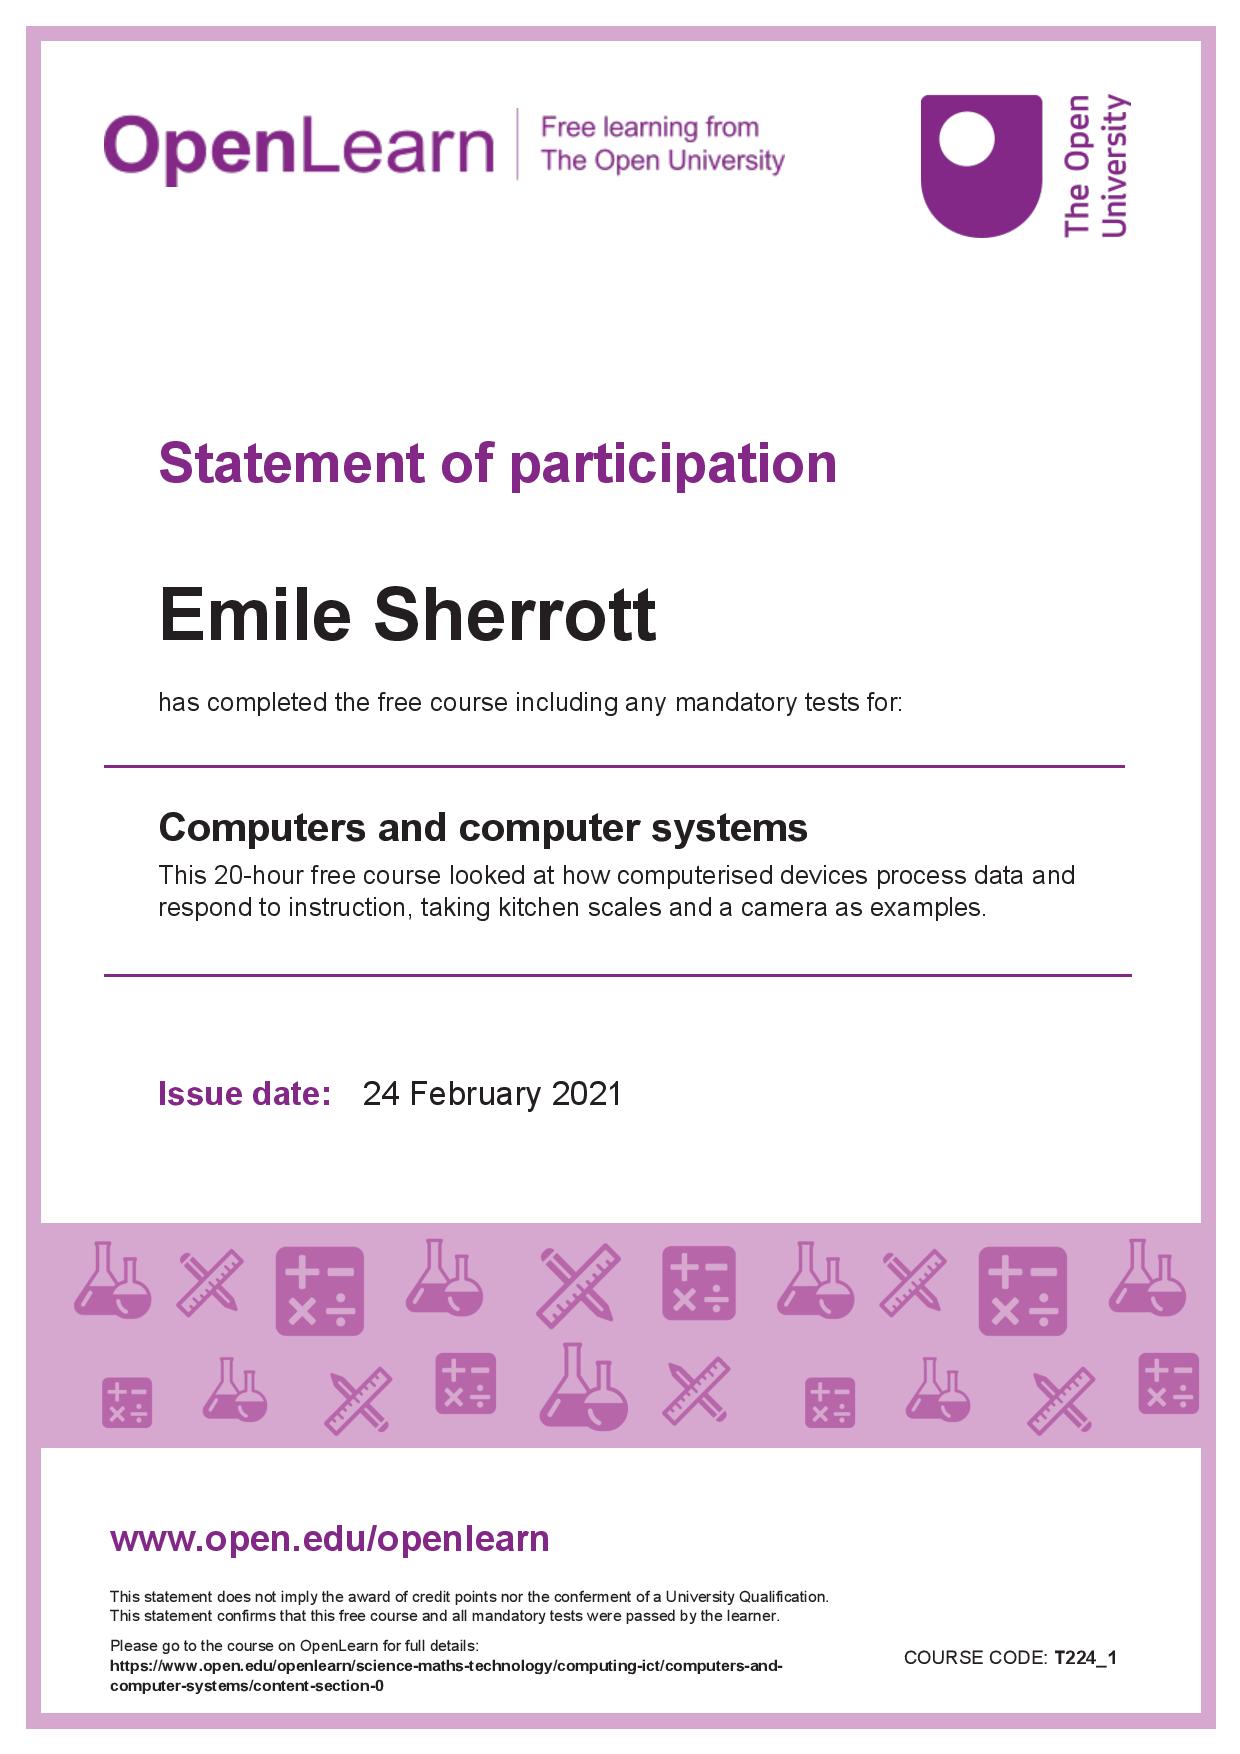 OpenLearn
Free learning from
The Open University
The Open
University
Statement of participation
Emile Sherrott
has completed the free course including any mandatory tests for:
Computers and computer systems
This 20-hour free course looked at how computerised devices process data and
respond to instruction, taking kitchen scales and a camera as examples.
Issue date: 24 February 2021
www.open.edu/openlearn
This statement does not imply the award of credit points nor the conferment of a University Qualification.
This statement confirms that this free course and all mandatory tests were passed by the learner.
Please go to the course on OpenLearn for full details:
https://www.open.edu/openlearn/science-maths-technology/computing-ict/computers-and-
computer-systems/content-section-0
COURSE CODE: T224_1